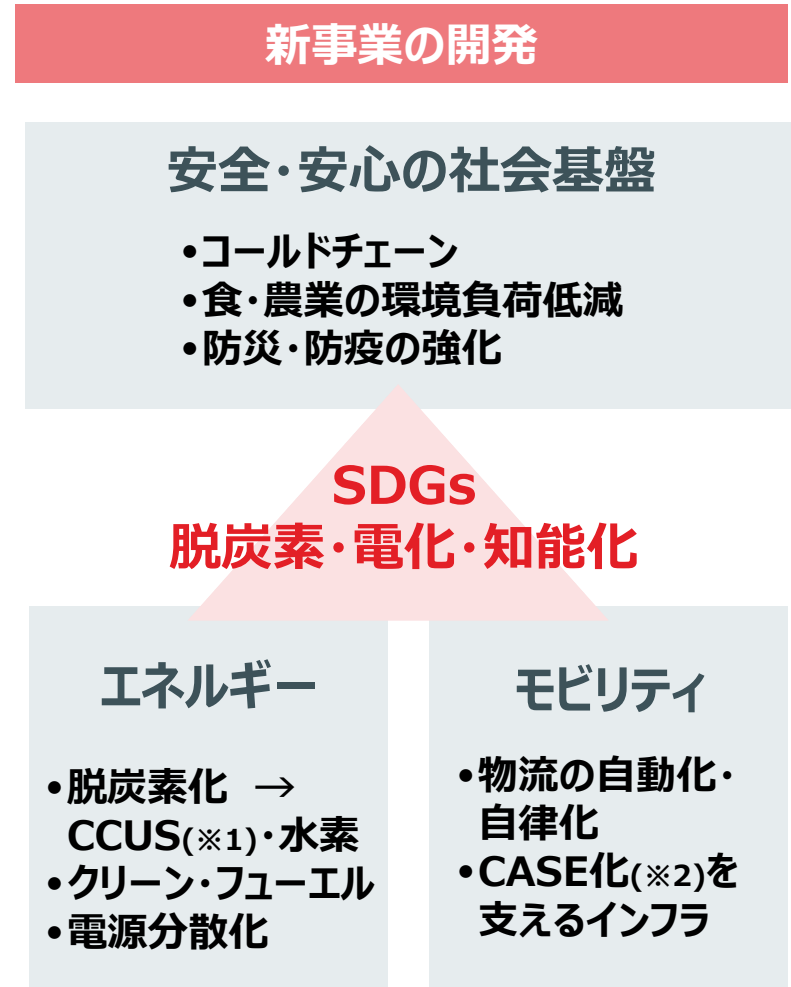 新事業の開発
安全・安心の社会基盤
•コールドチェーン
•食・農業の環境負荷低減
•防災・防疫の強化
SDGs
脱炭素・電化・知能化
エネルギー
•脱炭素化 →
CCUS(※1)・水素
•クリーン・フューエル
•電源分散化
モビリティ
•物流の自動化・
自律化
•CASE化(※2)を
支えるインフラ